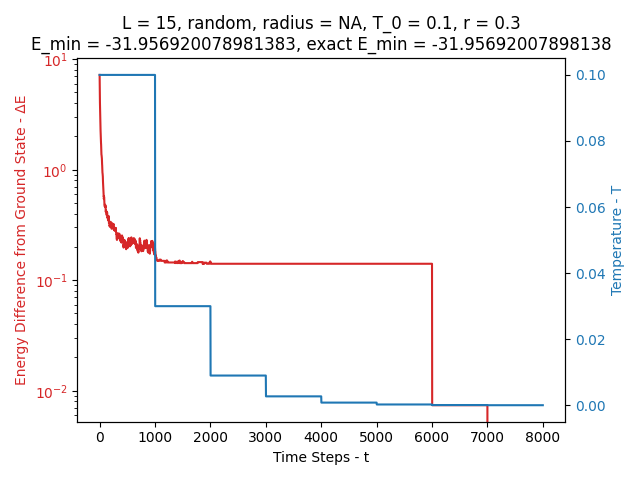 L = 15, random, radius = NA, T_0 = 0.1, r = 0.3
E_min = -31.956920078981383, exact E_min = -31.95692007898138
Energy Difference from Ground State - ΔE
10¹
10⁰
10⁻¹
10⁻²
0.10
0.08
0.06
0.04
0.02
0.00
Temperature - T
0 1000 2000 3000 4000 5000 6000 7000 8000
Time Steps - t